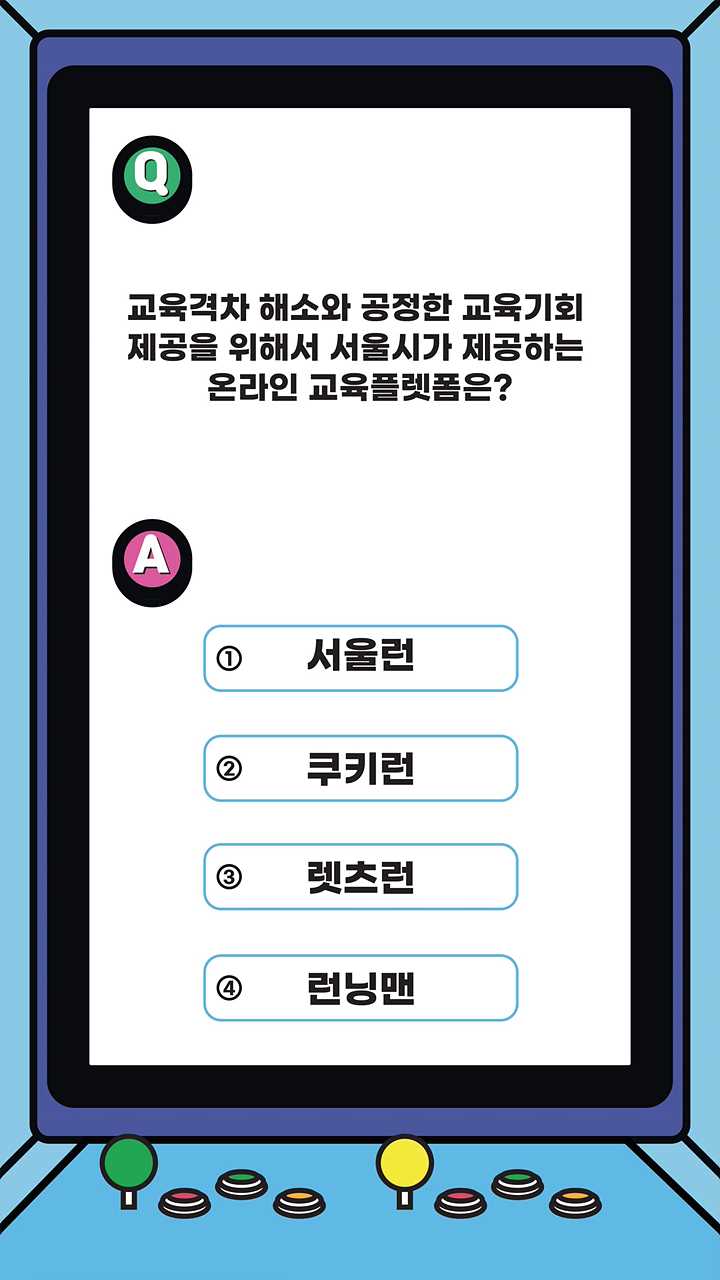 Q
교육격차 해소와 공정한 교육기회
제공을 위해서 서울시가 제공하는
온라인 교육플렛폼은?
A
① 서울런
② 쿠키런
③ 렛츠런
④ 런닝맨